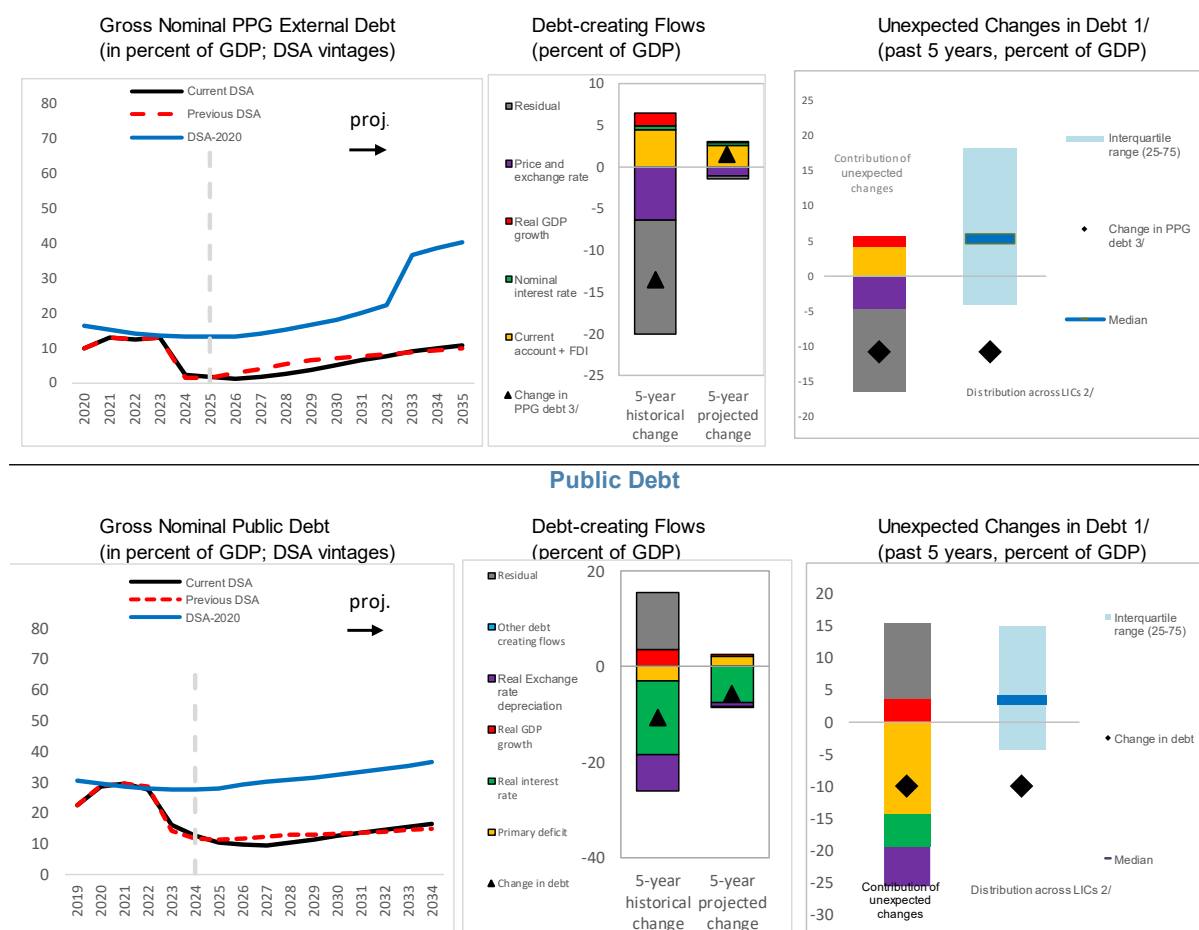 Gross Nominal PPG External Debt
(in percent of GDP; DSA vintages)
Current DSA
Previous DSA
DSA-2020
proj.
80
70
60
50
40
30
20
10
0
2020
2021
2022
2023
2024
2025
2026
2027
2028
2029
2030
2031
2032
2033
2034
2035
Debt-creating Flows
(percent of GDP)
Residual
Price and
exchange rate
Real GDP
growth
Nominal
interest rate
Current
account + FDI
Change in
PPG debt 3/
10
5
0
-5
-10
-15
-20
-25
5-year
historical
change
5-year
projected
change
Unexpected Changes in Debt 1/
(past 5 years, percent of GDP)
25
20
15
10
5
0
-5
-10
-15
-20
Contribution of
unexpected
changes
Interquartile
range (25-75)
Change in PPG
debt 3/
Median
Distribution across LICs 2/
Public Debt
Gross Nominal Public Debt
(in percent of GDP; DSA vintages)
Current DSA
Previous DSA
DSA-2020
proj.
80
70
60
50
40
30
20
10
0
2019
2020
2021
2022
2023
2024
2025
2026
2027
2028
2029
2030
2031
2032
2033
2034
Debt-creating Flows
(percent of GDP)
Residual
Other debt
creating flows
Real Exchange
rate
depreciation
Real GDP
growth
Real interest
rate
Primary deficit
Change in debt
20
0
-20
-40
5-year
historical
change
5-year
projected
change
Unexpected Changes in Debt 1/
(past 5 years, percent of GDP)
20
15
10
5
0
-5
-10
-15
-20
-25
-30
Interquartile
range (25-75)
Change in debt
Median
Contribution of
unexpected
changes
Distribution across LICs 2/